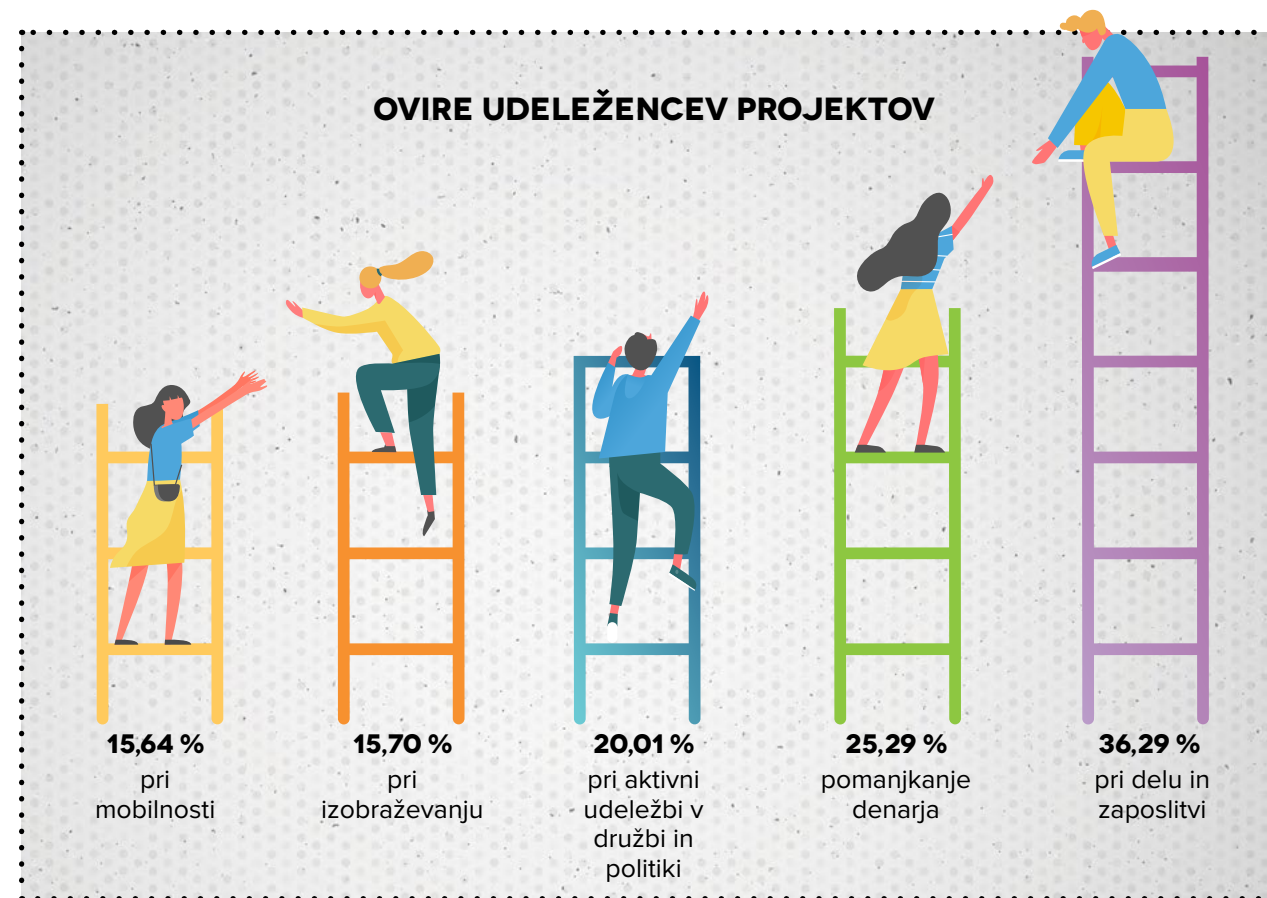 OVIRE UDELEŽENCEV PROJEKTOV
15,64 %
pri
mobilnosti
15,70 %
pri
izobraževanju
20,01 %
pri aktivni
udeležbi v
družbi in
politiki
25,29 %
pomanjkanje
denarja
36,29 %
pri delu in
zaposlitvi